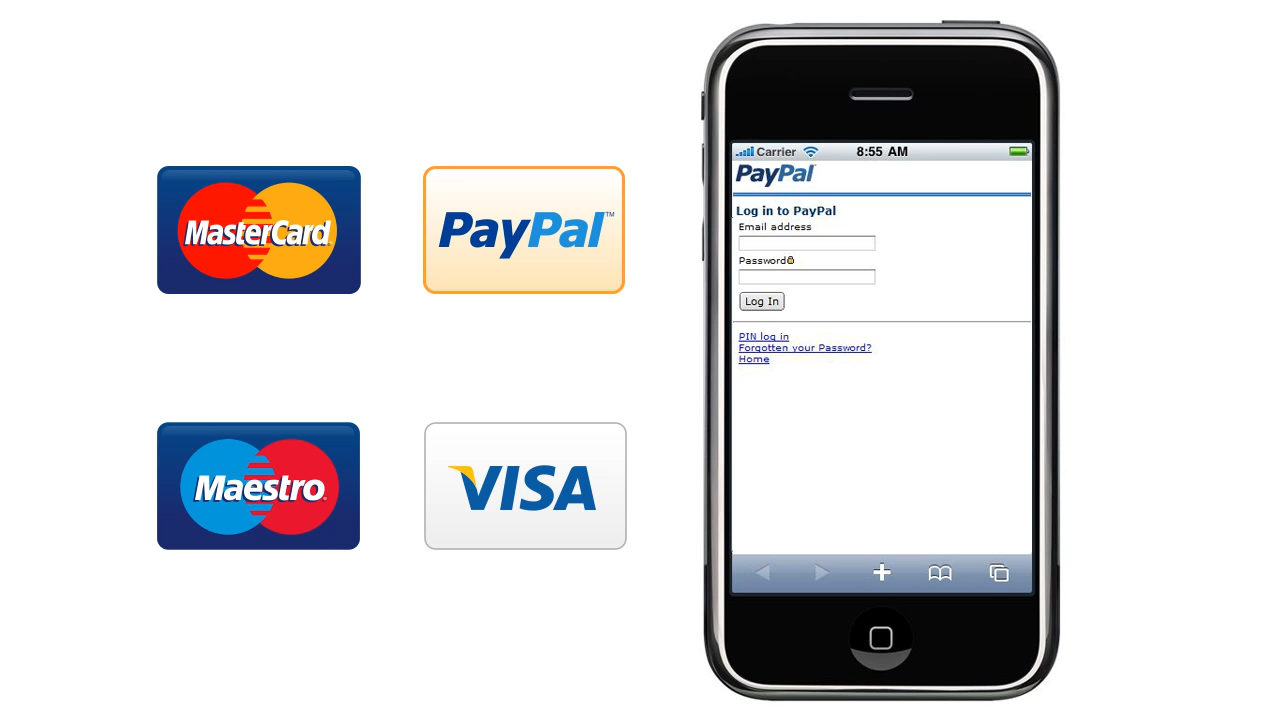 MasterCard
PayPal™
Maestro
VISA
Carrier 8:55 AM
PayPal
Log in to PayPal
Email address
Password
Log In
PIN log in
Forgotten your Password?
Home